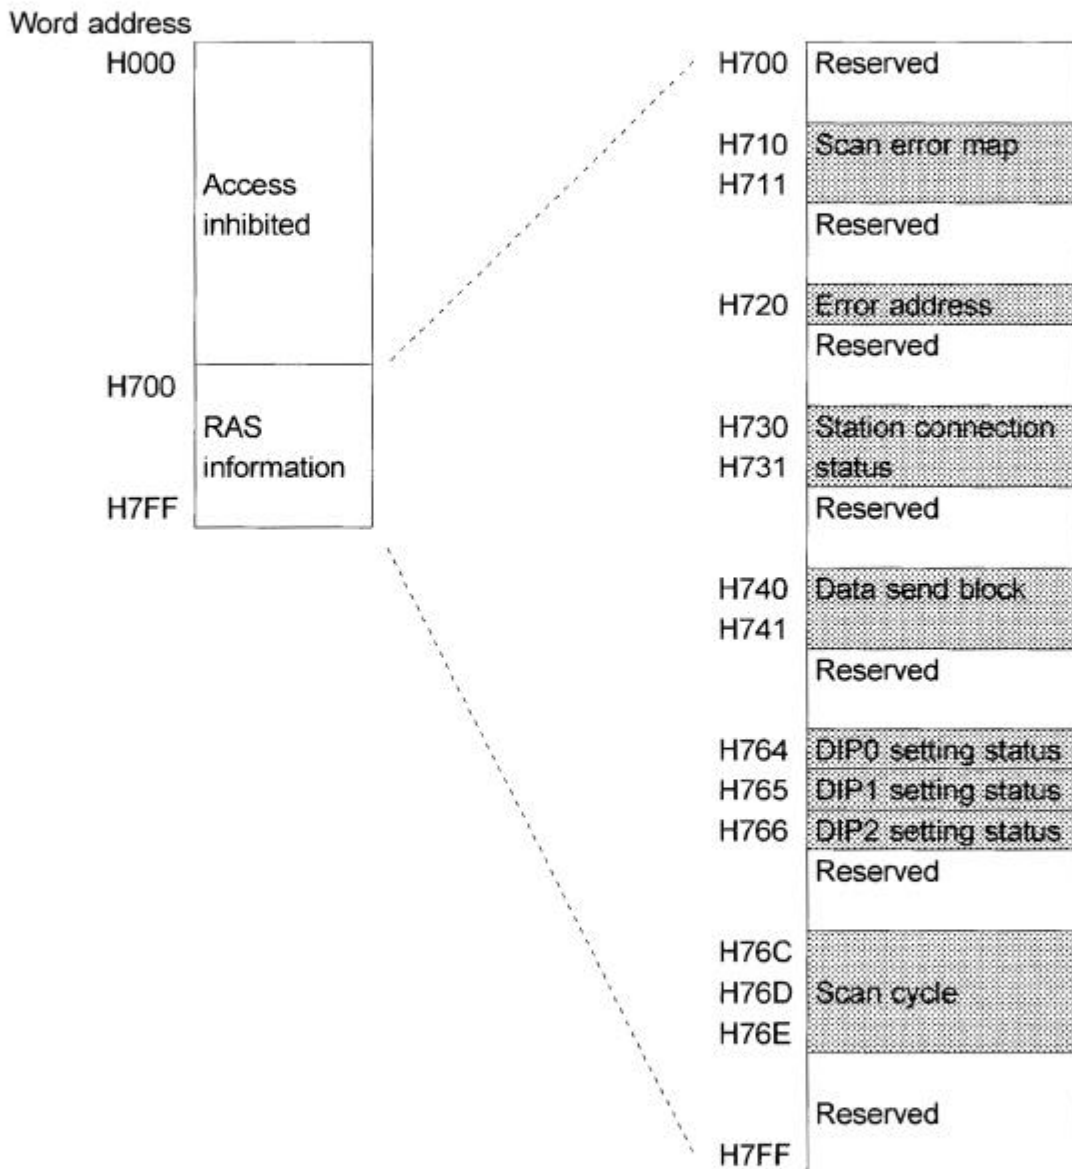 Word address
H000
Access
inhibited
H700
RAS
information
H7FF
H700 Reserved
H710 Scan error map
H711
Reserved
H720 Error address
Reserved
H730 Station connection
H731 status
Reserved
H740 Data send block
H741
Reserved
H764 DIP0 setting status
H765 DIP1 setting status
H766 DIP2 setting status
Reserved
H76C
H76D Scan cycle
H76E
Reserved
H7FF